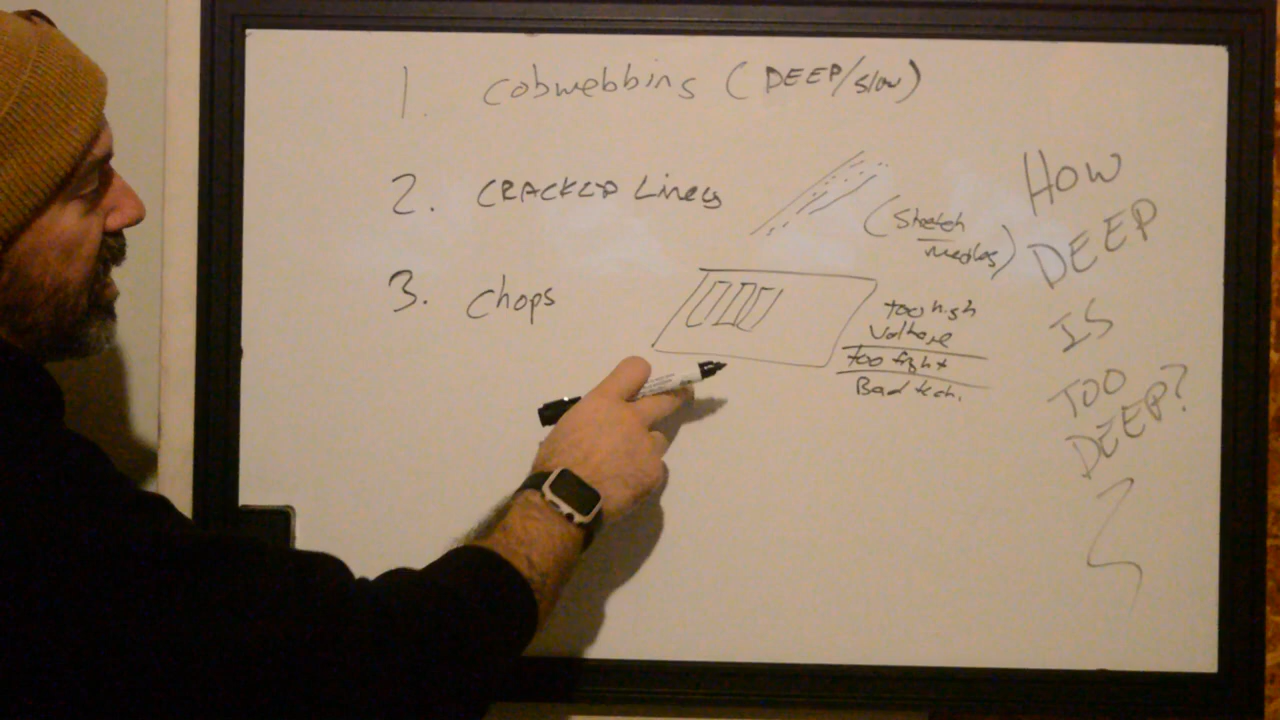 1. cobwebbins (DEEP/slow)
2. CRACKED Lines
(Stretch
needles)
3. Chops
too high
Voltage
too tight
Bad tech.
HOW
DEEP
IS
TOO
DEEP?